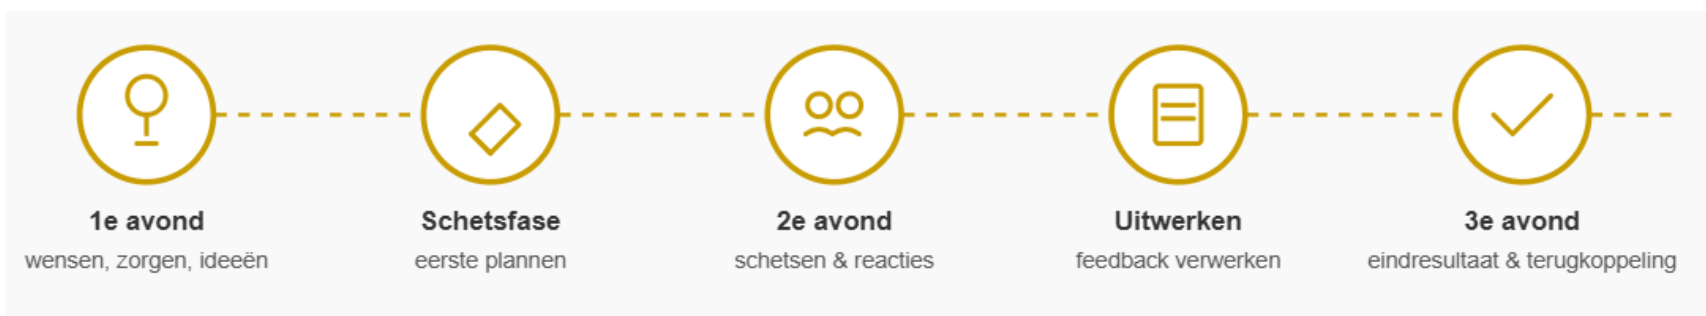 1e avond
wensen, zorgen, ideeën
Schetsfase
eerste plannen
2e avond
schetsen & reacties
Uitwerken
feedback verwerken
3e avond
eindresultaat & terugkoppeling